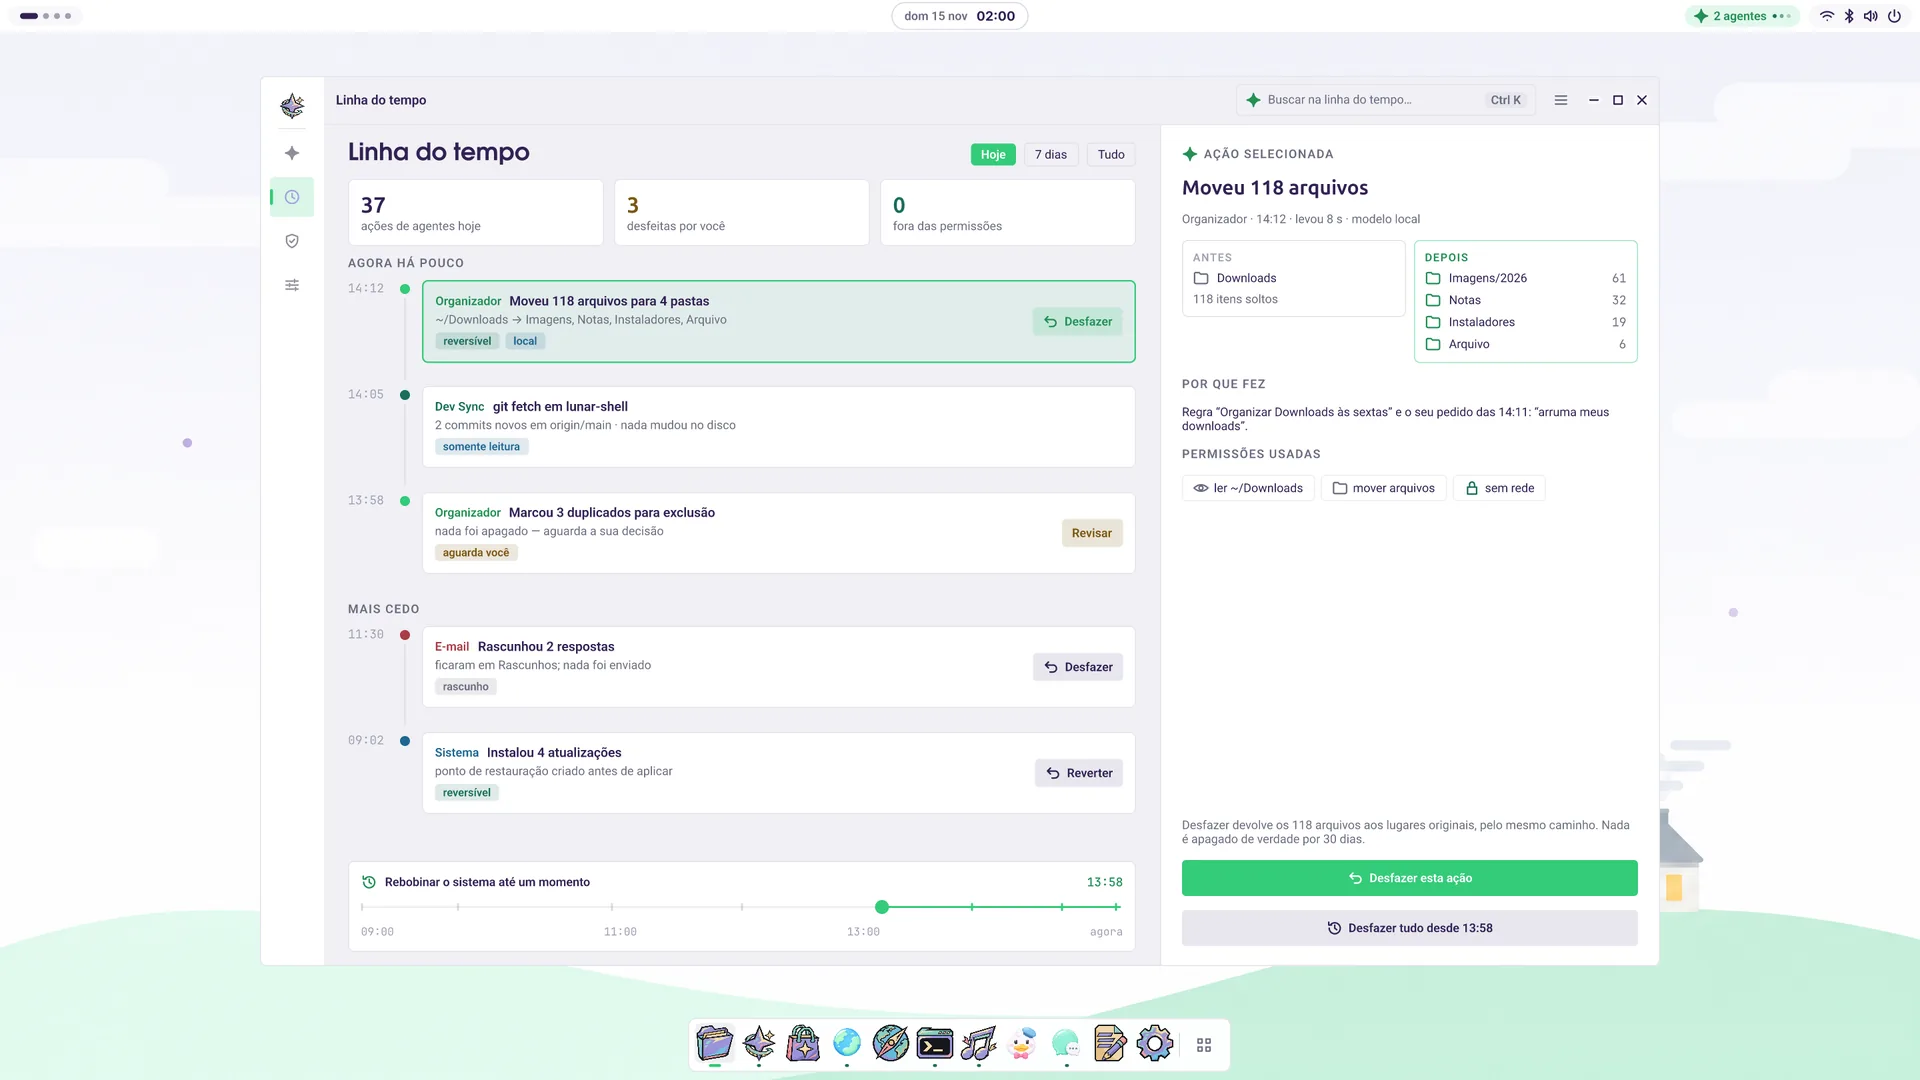 dom 15 nov 02:00
2 agentes
Linha do tempo
Buscar na linha do tempo... Ctrl K
Linha do tempo
Hoje 7 dias Tudo
37
ações de agentes hoje
3
desfeitas por você
0
fora das permissões
AGORA HÁ POUCO
14:12
Organizador Moveu 118 arquivos para 4 pastas
~/Downloads → Imagens, Notas, Instaladores, Arquivo
reversível local
Desfazer
14:05
Dev Sync git fetch em lunar-shell
2 commits novos em origin/main · nada mudou no disco
somente leitura
13:58
Organizador Marcou 3 duplicados para exclusão
nada foi apagado — aguarda a sua decisão
aguarda você
Revisar
MAIS CEDO
11:30
E-mail Rascunhou 2 respostas
ficaram em Rascunhos; nada foi enviado
rascunho
Desfazer
09:02
Sistema Instalou 4 atualizações
ponto de restauração criado antes de aplicar
reversível
Reverter
Rebobinar o sistema até um momento 13:58
09:00 11:00 13:00 agora
AÇÃO SELECIONADA
Moveu 118 arquivos
Organizador · 14:12 · levou 8 s · modelo local
ANTES
Downloads
118 itens soltos
DEPOIS
Imagens/2026 61
Notas 32
Instaladores 19
Arquivo 6
POR QUE FEZ
Regra “Organizar Downloads às sextas” e o seu pedido das 14:11: “arruma meus
downloads”.
PERMISSÕES USADAS
ler ~/Downloads mover arquivos sem rede
Desfazer devolve os 118 arquivos aos lugares originais, pelo mesmo caminho. Nada
é apagado de verdade por 30 dias.
Desfazer esta ação
Desfazer tudo desde 13:58